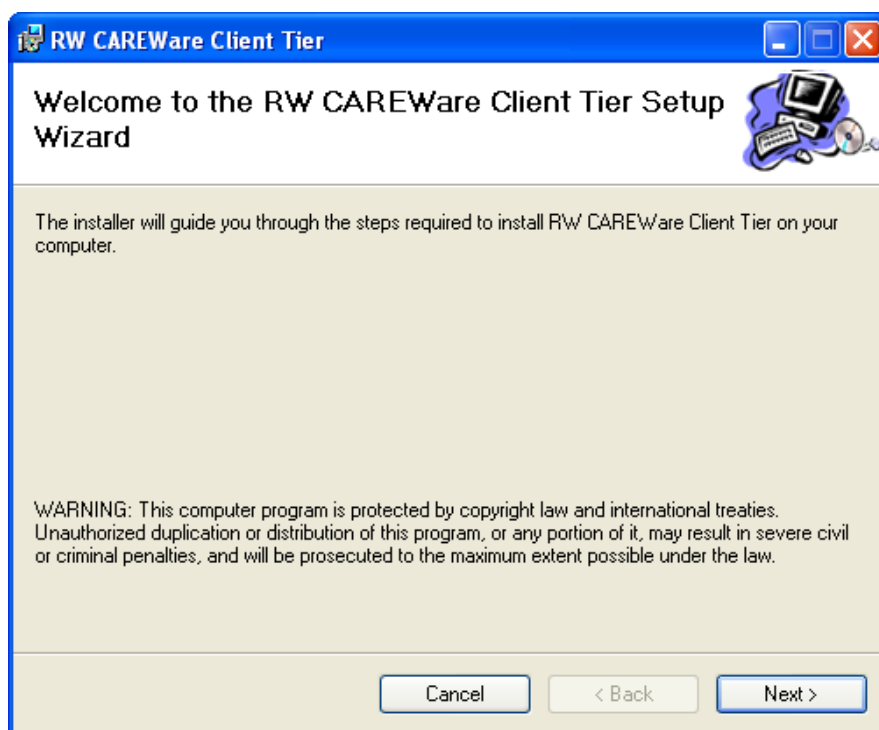 RW CAREWare Client Tier
Welcome to the RW CAREWare Client Tier Setup
Wizard
The installer will guide you through the steps required to install RW CAREWare Client Tier on your
computer.
WARNING: This computer program is protected by copyright law and international treaties.
Unauthorized duplication or distribution of this program, or any portion of it, may result in severe civil
or criminal penalties, and will be prosecuted to the maximum extent possible under the law.
Cancel < Back Next >